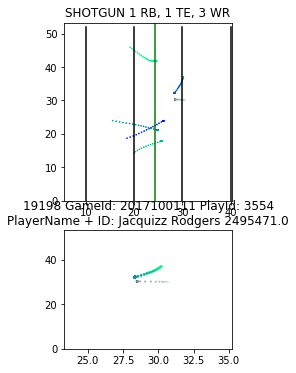 SHOTGUN 1 RB, 1 TE, 3 WR
50
40
30
20
10
0
10 20 30 40
19198 GameId: 2017100111 PlayId: 3554
PlayerName + ID: Jacquizz Rodgers 2495471.0
40
20
0
25.0 27.5 30.0 32.5 35.0